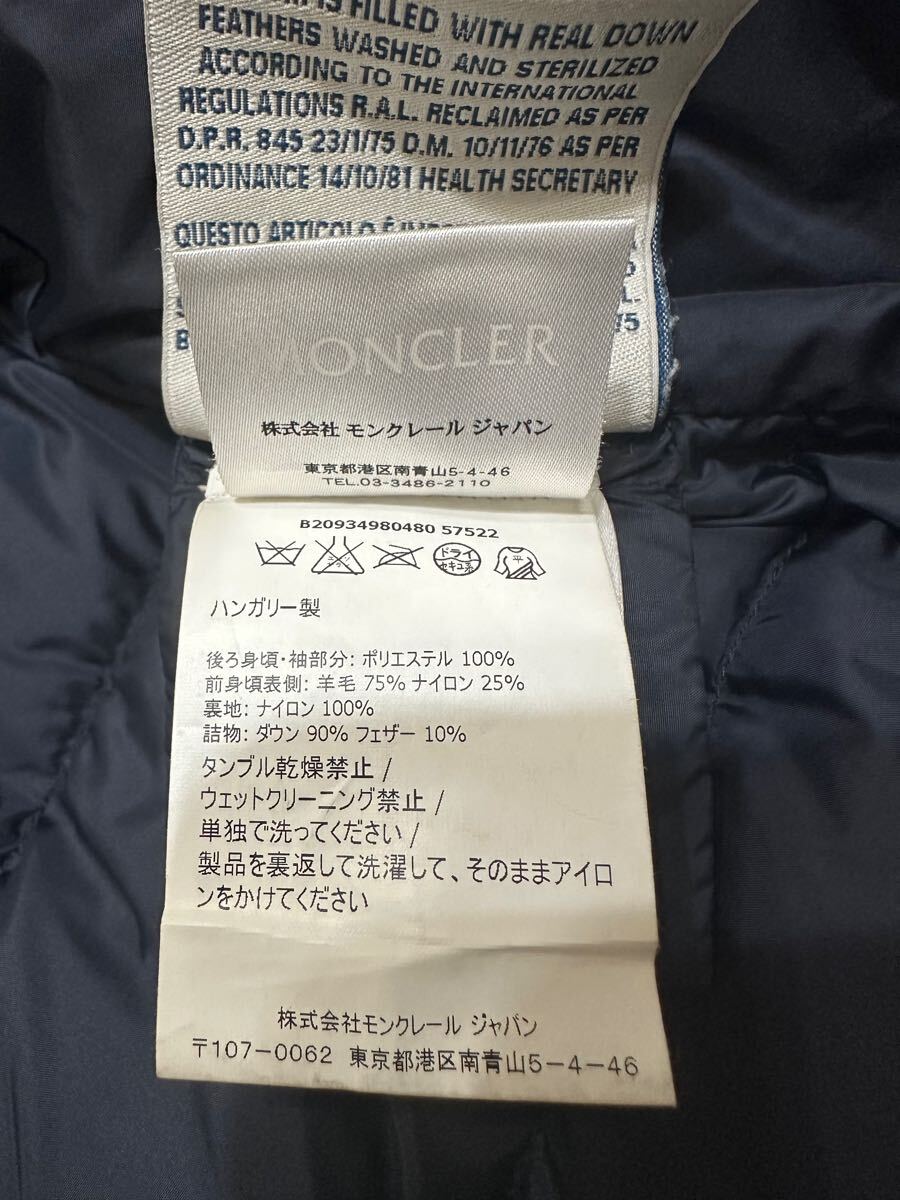 IS FILLED WITH REAL DOWN
FEATHERS WASHED AND STERILIZED
ACCORDING TO THE INTERNATIONAL
REGULATIONS R.A.L. RECLAIMED AS PER
D.P.R. 845 23/1/75 D.M. 10/11/76 AS PER
ORDINANCE 14/10/81 HEALTH SECRETARY
QUESTO ARTICOLO È
MONCLER
株式会社 モンクレール ジャパン
東京都港区南青山5-4-46
TEL.03-3486-2110
B20934980480 57522
ドライ
セキユ系
平
ハンガリー製
後ろ身頃・袖部分: ポリエステル 100%
前身頃表側: 羊毛 75% ナイロン 25%
裏地: ナイロン 100%
詰物: ダウン 90% フェザー 10%
タンブル乾燥禁止 /
ウェットクリーニング禁止 /
単独で洗ってください /
製品を裏返して洗濯して、そのままアイロ
ンをかけてください
株式会社モンクレール ジャパン
〒107-0062 東京都港区南青山5-4-46